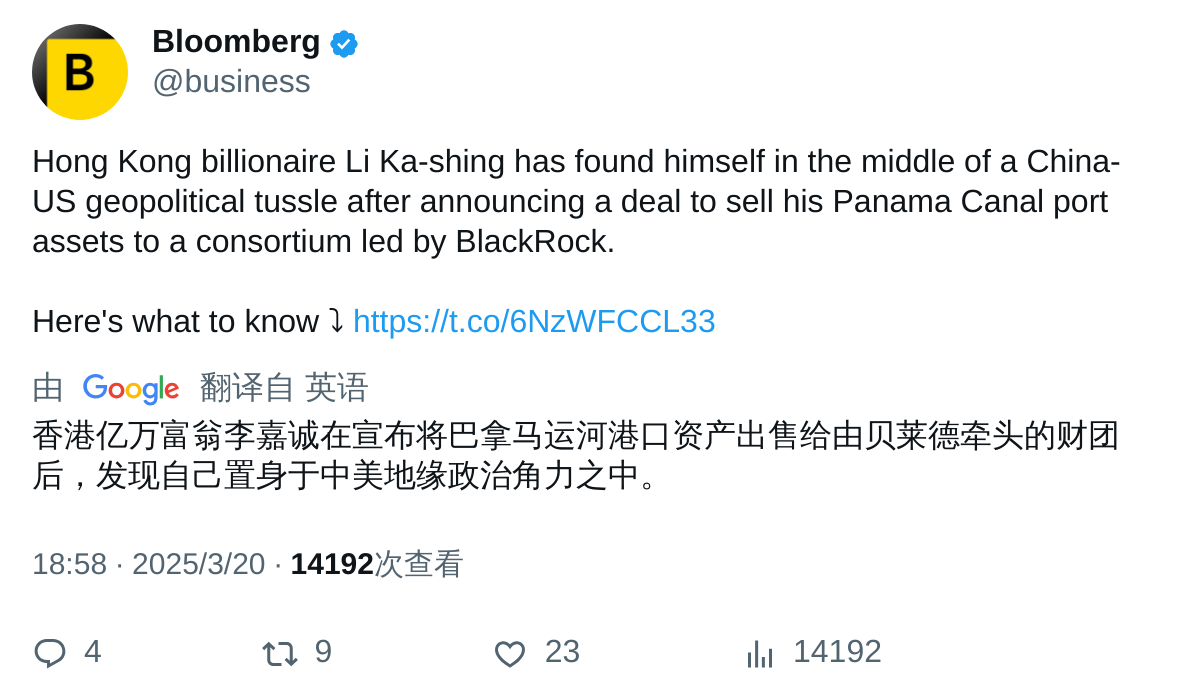 B
Bloomberg
@business
Hong Kong billionaire Li Ka-shing has found himself in the middle of a China-
US geopolitical tussle after announcing a deal to sell his Panama Canal port
assets to a consortium led by BlackRock.
Here's what to know ⤵ https://t.co/6NzWFCCL33
由 Google 翻译自 英语
香港亿万富翁李嘉诚在宣布将巴拿马运河港口资产出售给由贝莱德牵头的财团
后，发现自己置身于中美地缘政治角力之中。
18:58 · 2025/3/20 · 14192次查看
4 9 23 14192